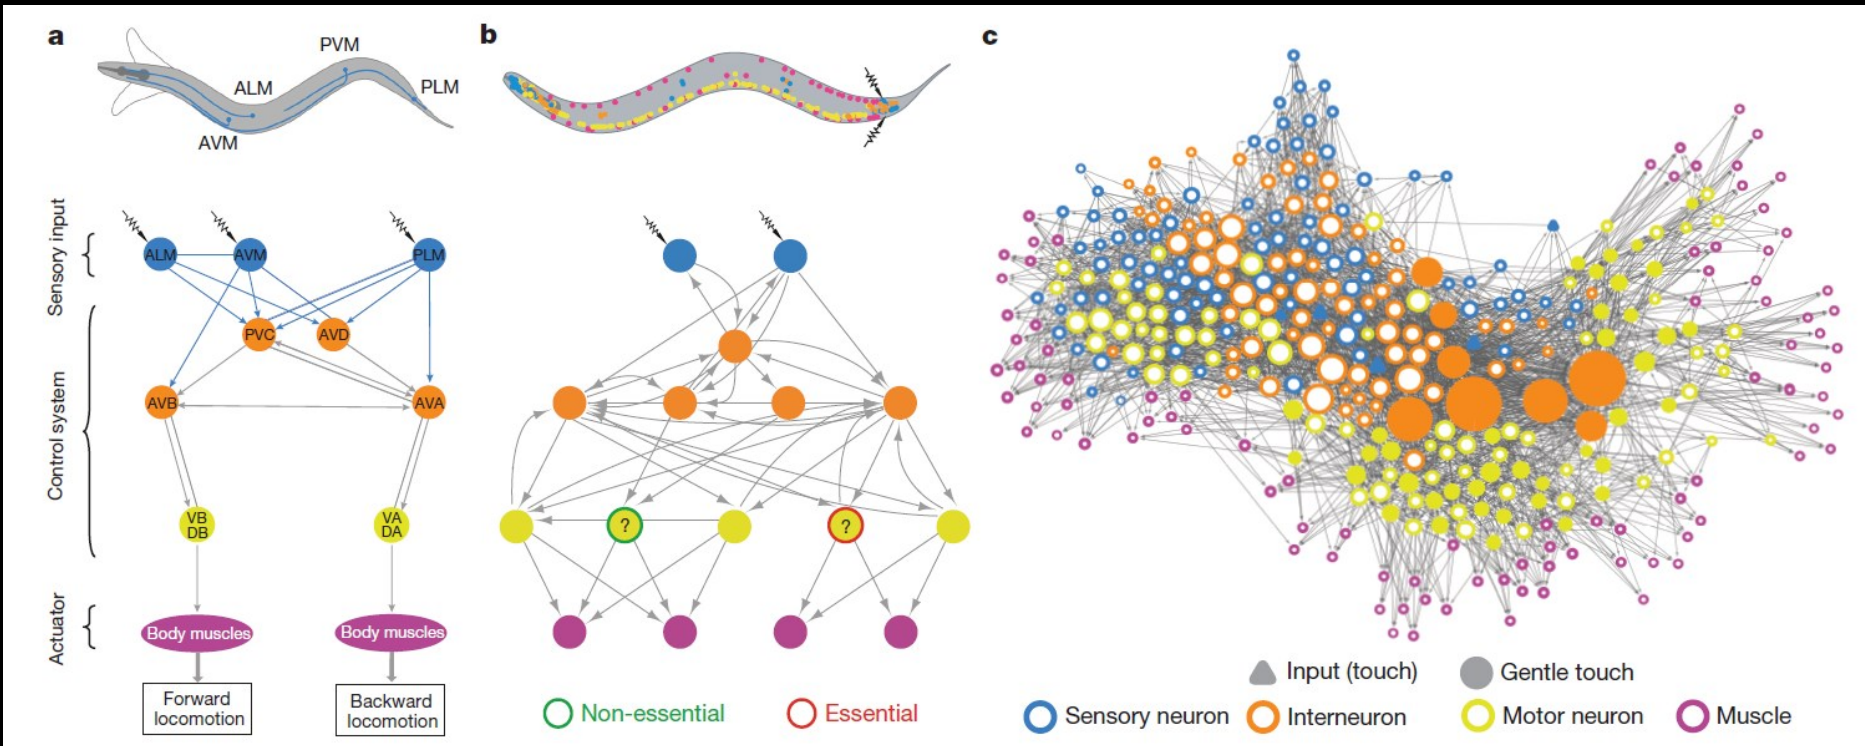 a
PVM
ALM
PLM
AVM
Sensory input
ALM
AVM
PLM
Control system
PVC
AVD
AVB
AVA
VB
DB
VA
DA
Actuator
Body muscles
Body muscles
Forward
locomotion
Backward
locomotion
b
?
?
Non-essential
Essential
c
Input (touch)
Gentle touch
Sensory neuron
Interneuron
Motor neuron
Muscle